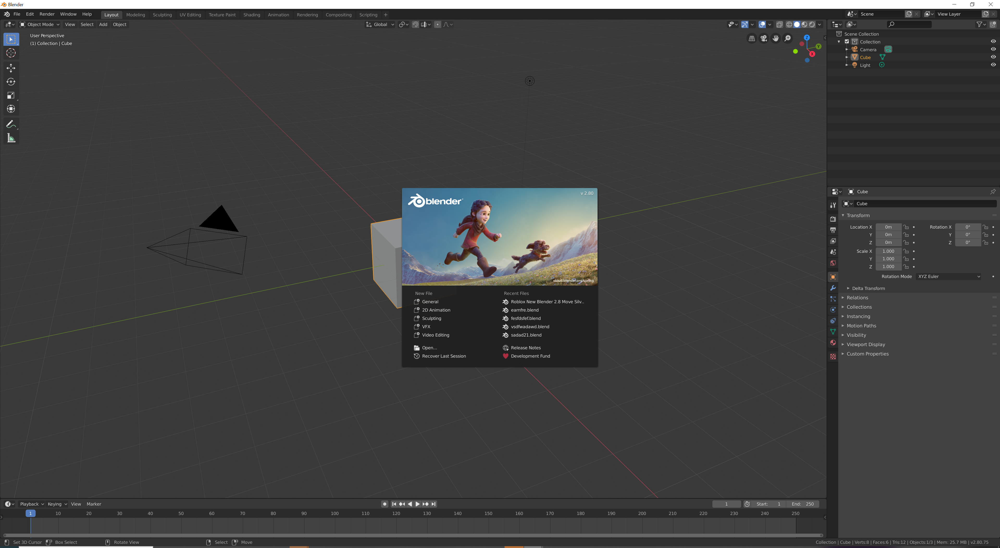 Blender
File Edit Render Window Help Layout Modeling Sculpting UV Editing Texture Paint Shading Animation Rendering Compositing Scripting + Scene View Layer
Object Mode View Select Add Object Global
User Perspective
(1) Collection | Cube
Z
Y
X
Scene Collection
Collection
Camera
Cube
Light
Cube
Cube
Transform
Location X 0m Rotation X 0°
Y 0m Y 0°
Z 0m Z 0°
Scale X 1.000
Y 1.000
Z 1.000
Rotation Mode XYZ Euler
Delta Transform
Relations
Collections
Instancing
Motion Paths
Visibility
Viewport Display
Custom Properties
v 2.80
blender
cloud.blender.org/spring
New File Recent Files
General Roblox New Blender 2.8 Move Silv..
2D Animation eamfre.blend
Sculpting fesfdsfef.blend
VFX vsdfwadawd.blend
Video Editing sadad21.blend
Open... Release Notes
Recover Last Session Development Fund
Playback Keying View Marker 1 Start: 1 End: 250
1 10 20 30 40 50 60 70 80 90 100 110 120 130 140 150 160 170 180 190 200 210 220 230 240 250
Set 3D Cursor Box Select Rotate View Select Move Collection | Cube | Verts:8 | Faces:6 | Tris:12 | Objects:1/3 | Mem: 25.7 MB | v2.80.75